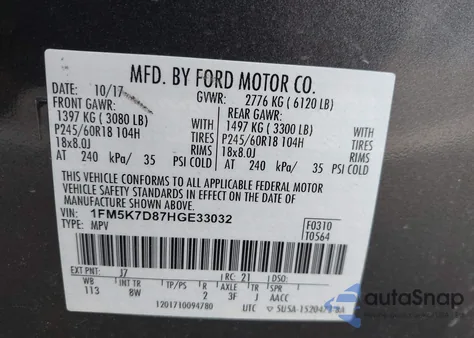 MFD. BY FORD MOTOR CO.
DATE: 10/17 GVWR: 2776 KG ( 6120 LB)
FRONT GAWR: REAR GAWR:
1397 KG ( 3080 LB) WITH 1497 KG ( 3300 LB) WITH
P245/60R18 104H TIRES P245/60R18 104H TIRES
18x8.0J RIMS 18x8.0J RIMS
AT 240 kPa/ 35 PSI COLD AT 240 kPa/ 35 PSI COLD
THIS VEHICLE CONFORMS TO ALL APPLICABLE FEDERAL MOTOR
VEHICLE SAFETY AND THEFT PREVENTION STANDARDS IN EFFECT ON THE
DATE OF MANUFACTURE SHOWN ABOVE.
VIN: 1FM5K7D87HGE33032 F0310
TYPE: MPV T0564
EXT PNT: J7 RC: 21 DSO:
WB INT TR TP/PS R AXLE TR SPR
113 8W 2 3F J AACC
1201710094780 UTC
autoSnap